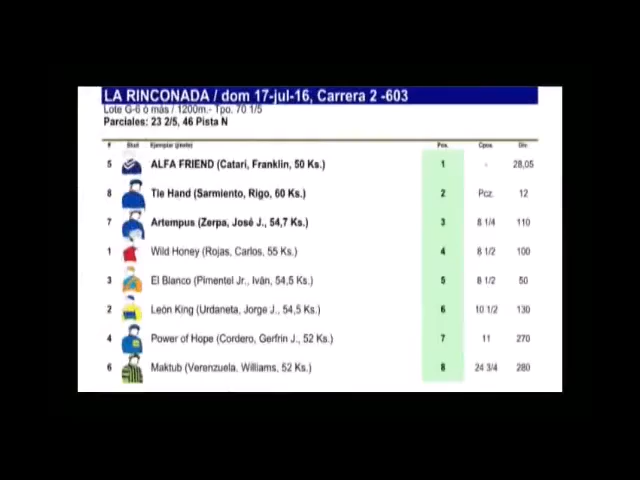 LA RINCONADA / dom 17-jul-16, Carrera 2 -603
Lote G-6 ó más / 1200m.- Tpo. 70 1/5
Parciales: 23 2/5, 46 Pista N
# Stud Ejemplar (jinete) Pos. Cpos. Div.
5 ALFA FRIEND (Catari, Franklin, 50 Ks.) 1 - 28,05
8 Tie Hand (Sarmiento, Rigo, 60 Ks.) 2 Pcz. 12
7 Artempus (Zerpa, José J., 54,7 Ks.) 3 8 1/4 110
1 Wild Honey (Rojas, Carlos, 55 Ks.) 4 8 1/2 100
3 El Blanco (Pimentel Jr., Iván, 54,5 Ks.) 5 8 1/2 50
2 León King (Urdaneta, Jorge J., 54,5 Ks.) 6 10 1/2 130
4 Power of Hope (Cordero, Gerfrin J., 52 Ks.) 7 11 270
6 Maktub (Verenzuela, Williams, 52 Ks.) 8 24 3/4 280